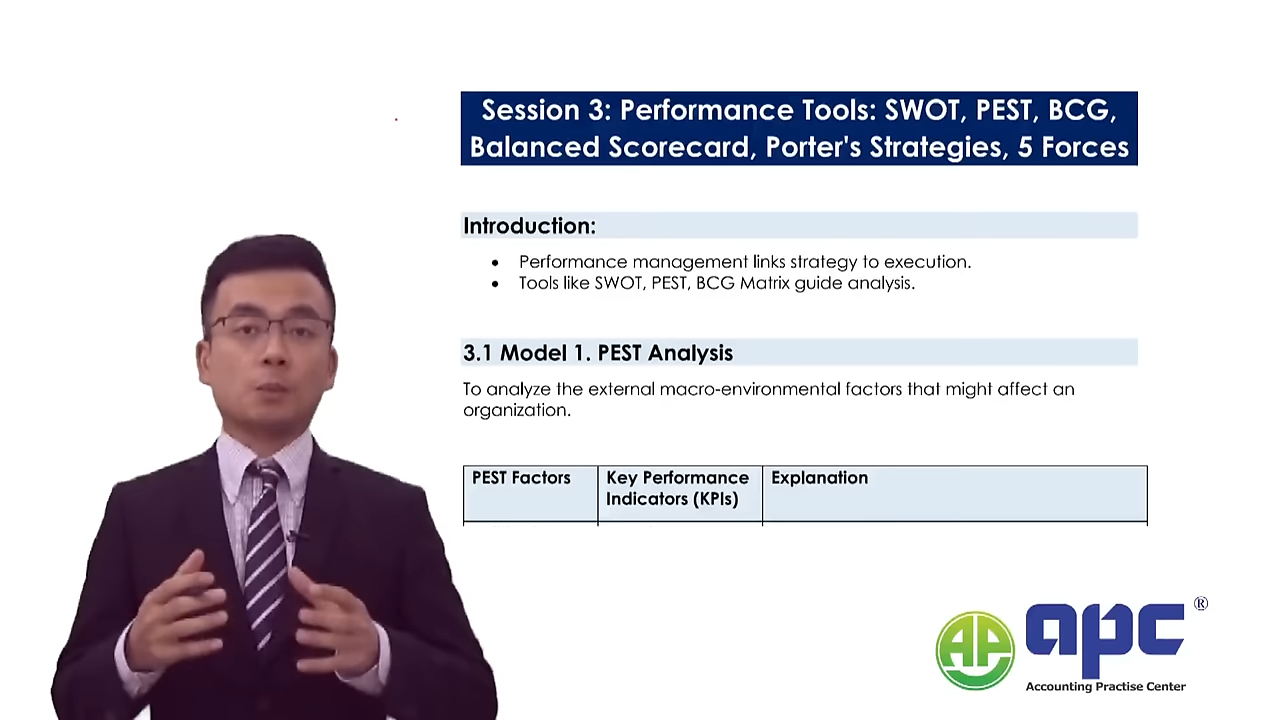 Session 3: Performance Tools: SWOT, PEST, BCG,
Balanced Scorecard, Porter's Strategies, 5 Forces
Introduction:
• Performance management links strategy to execution.
• Tools like SWOT, PEST, BCG Matrix guide analysis.
3.1 Model 1. PEST Analysis
To analyze the external macro-environmental factors that might affect an
organization.
PEST Factors
Key Performance
Indicators (KPIs)
Explanation
AP
apc®
Accounting Practise Center